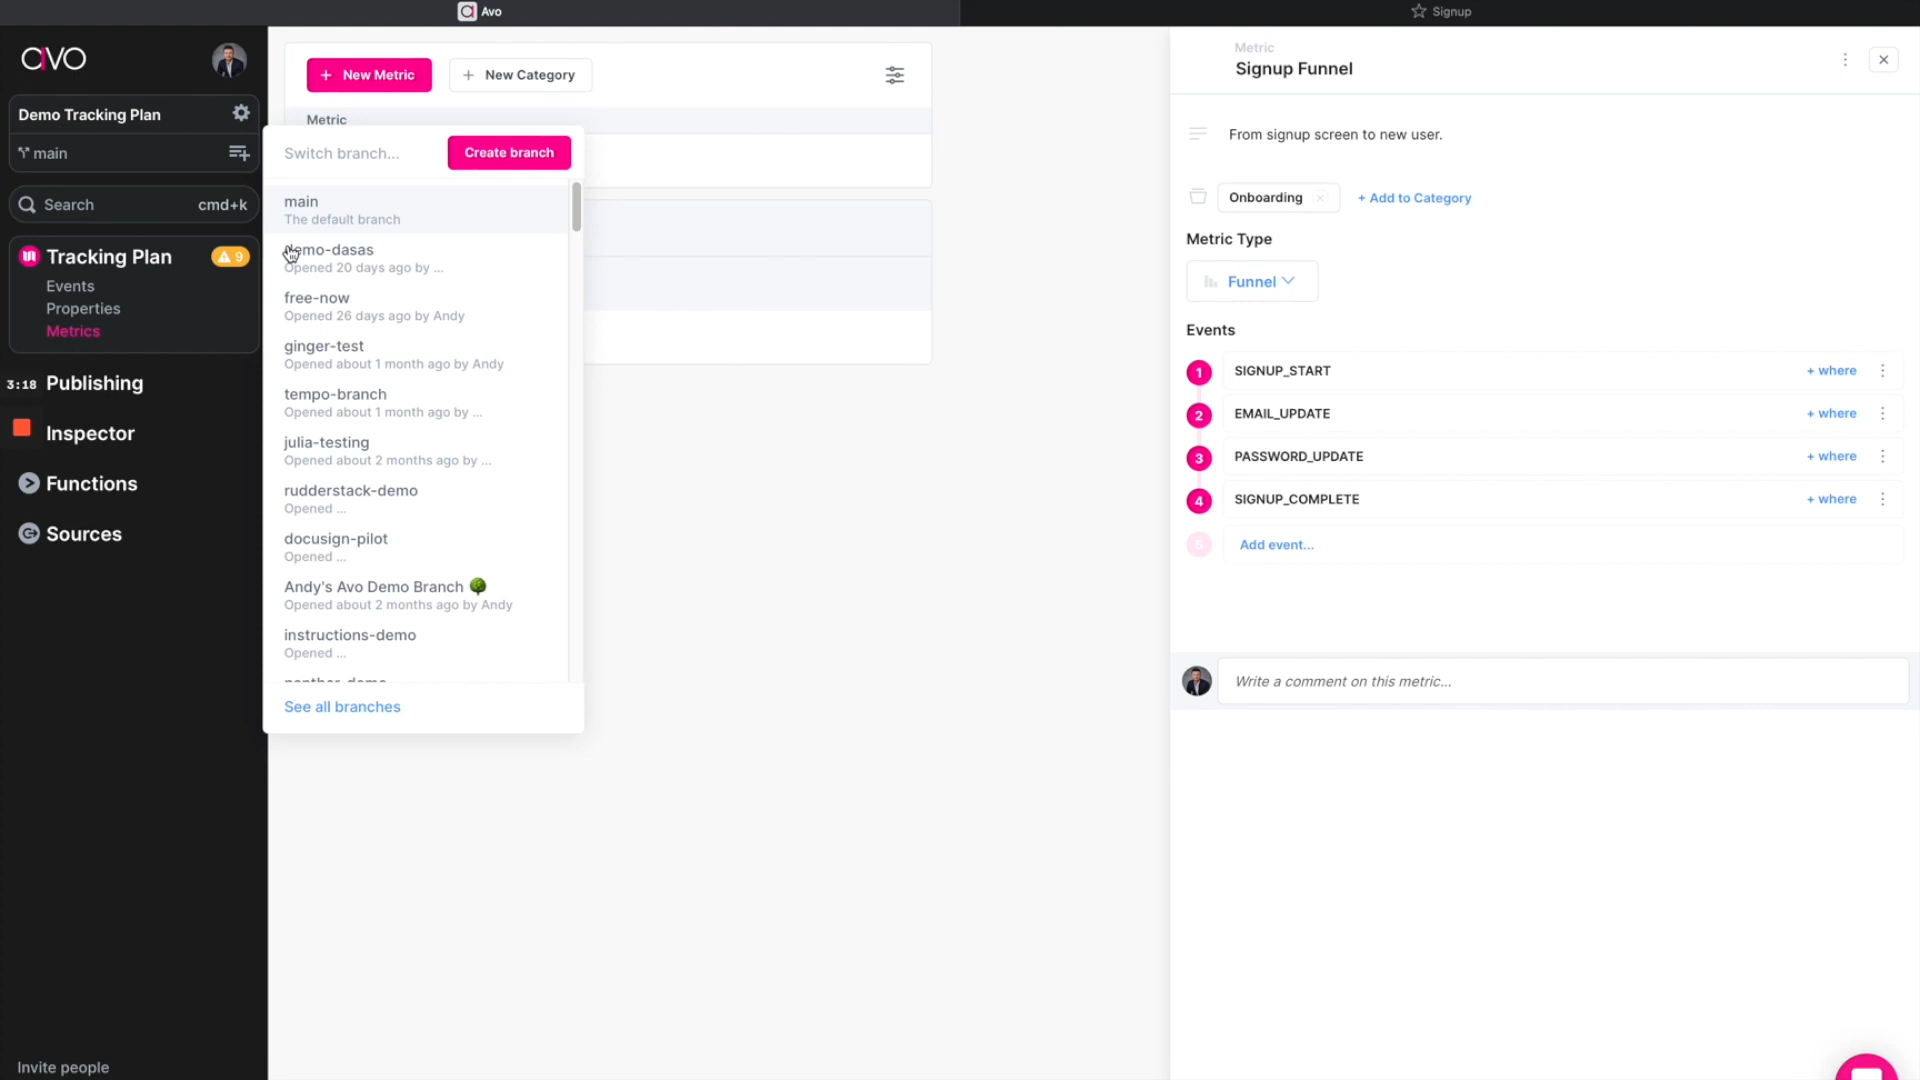 Avo
Signup
avo
Demo Tracking Plan
main
Search
cmd+k
Tracking Plan
9
Events
Properties
Metrics
3:18
Publishing
Inspector
Functions
Sources
Invite people
+ New Metric
+ New Category
Metric
Switch branch...
Create branch
main
The default branch
demo-dasas
Opened 20 days ago by ...
free-now
Opened 26 days ago by Andy
ginger-test
Opened about 1 month ago by Andy
tempo-branch
Opened about 1 month ago by ...
julia-testing
Opened about 2 months ago by ...
rudderstack-demo
Opened ...
docusign-pilot
Opened ...
Andy's Avo Demo Branch 🌳
Opened about 2 months ago by Andy
instructions-demo
Opened ...
See all branches
Metric
Signup Funnel
From signup screen to new user.
Onboarding
+ Add to Category
Metric Type
Funnel
Events
1 SIGNUP_START + where
2 EMAIL_UPDATE + where
3 PASSWORD_UPDATE + where
4 SIGNUP_COMPLETE + where
5 Add event...
Write a comment on this metric...